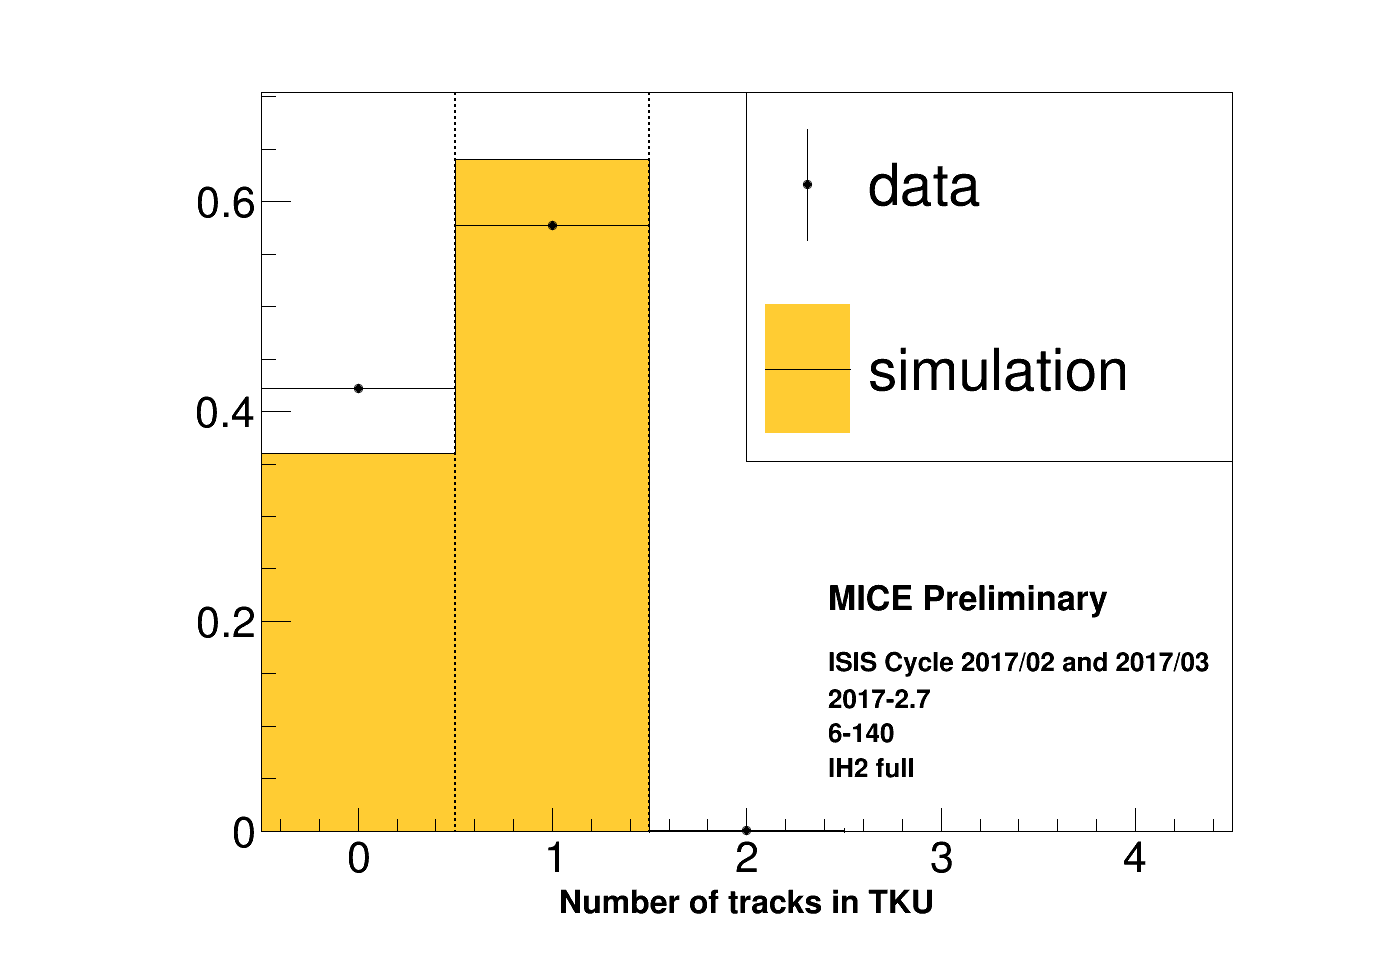 data
0.6
simulation
0.4
MICE Preliminary
0.2
ISIS Cycle 2017/02 and 2017/03
2017-2.7
6-140
IH2 full
0
0 1 2 3 4
Number of tracks in TKU